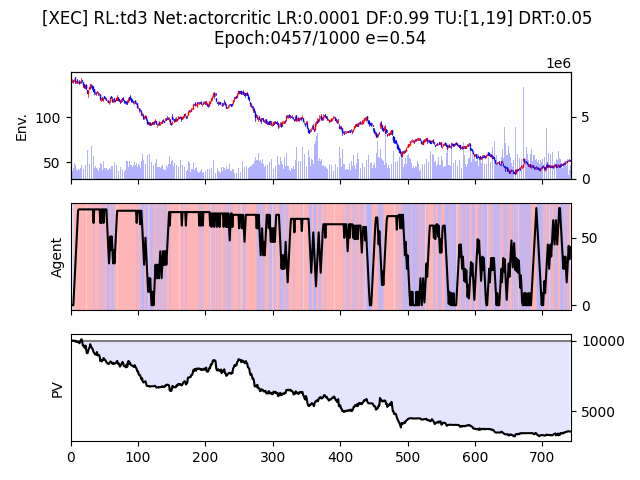 [XEC] RL:td3 Net:actorcritic LR:0.0001 DF:0.99 TU:[1,19] DRT:0.05
Epoch:0457/1000 e=0.54
1e6
Env.
100
50
5
0
Agent
50
0
PV
10000
5000
0 100 200 300 400 500 600 700